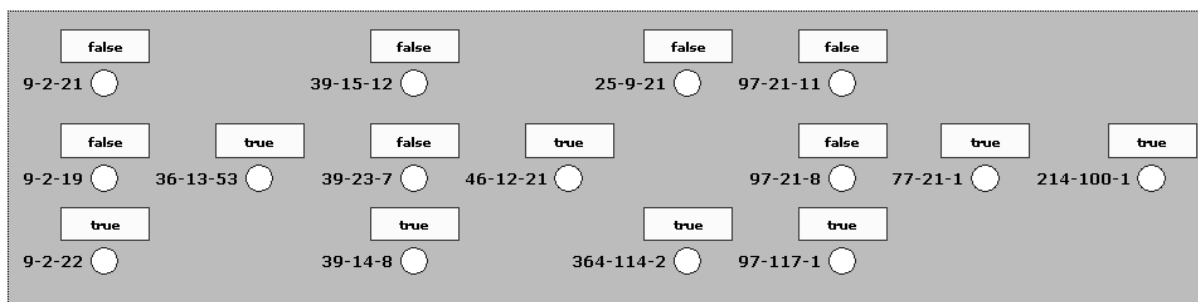 false false false false
9-2-21 39-15-12 25-9-21 97-21-11
false true false true false true true
9-2-19 36-13-53 39-23-7 46-12-21 97-21-8 77-21-1 214-100-1
true true true true
9-2-22 39-14-8 364-114-2 97-117-1